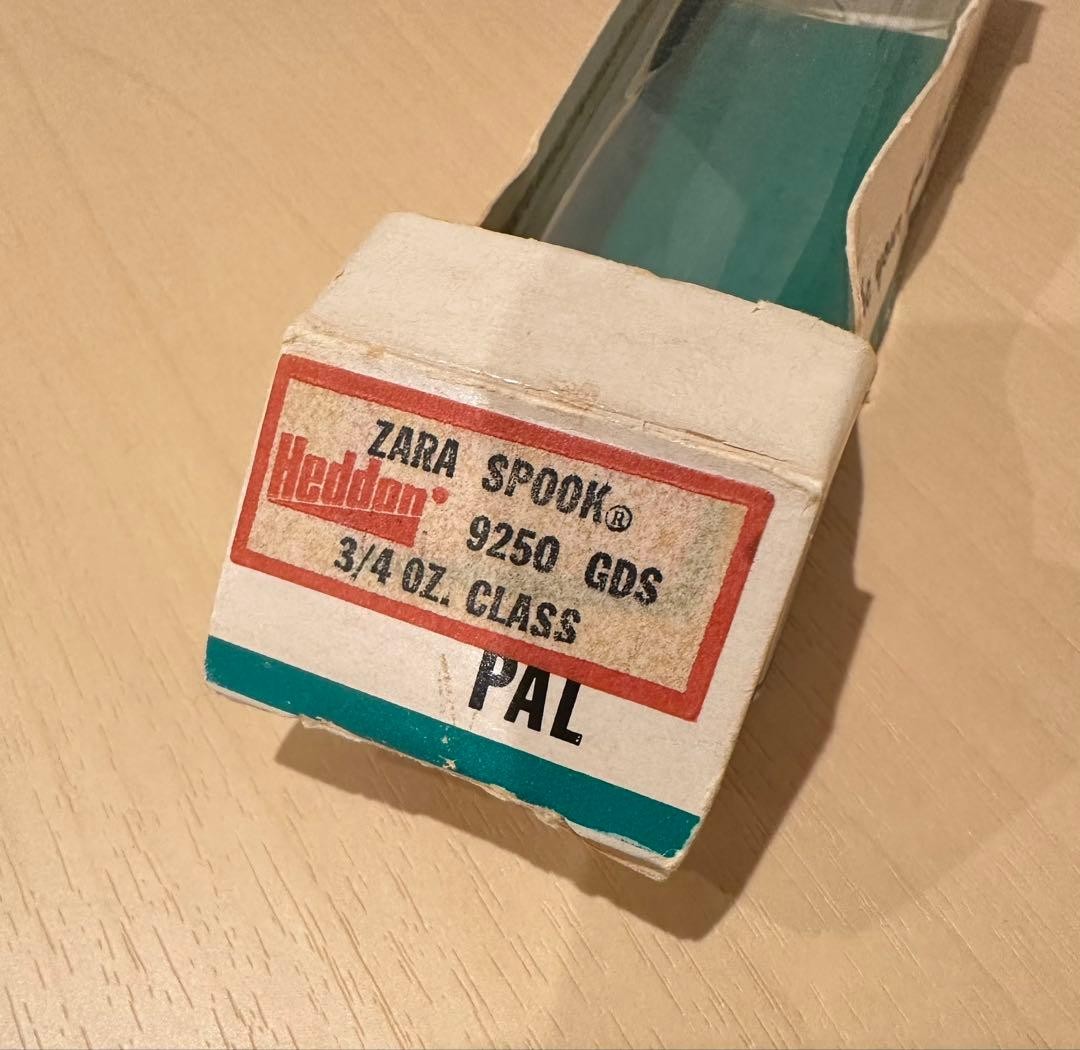 ZARA SPOOK®
Heddon®
9250 GDS
3/4 OZ. CLASS
PAL